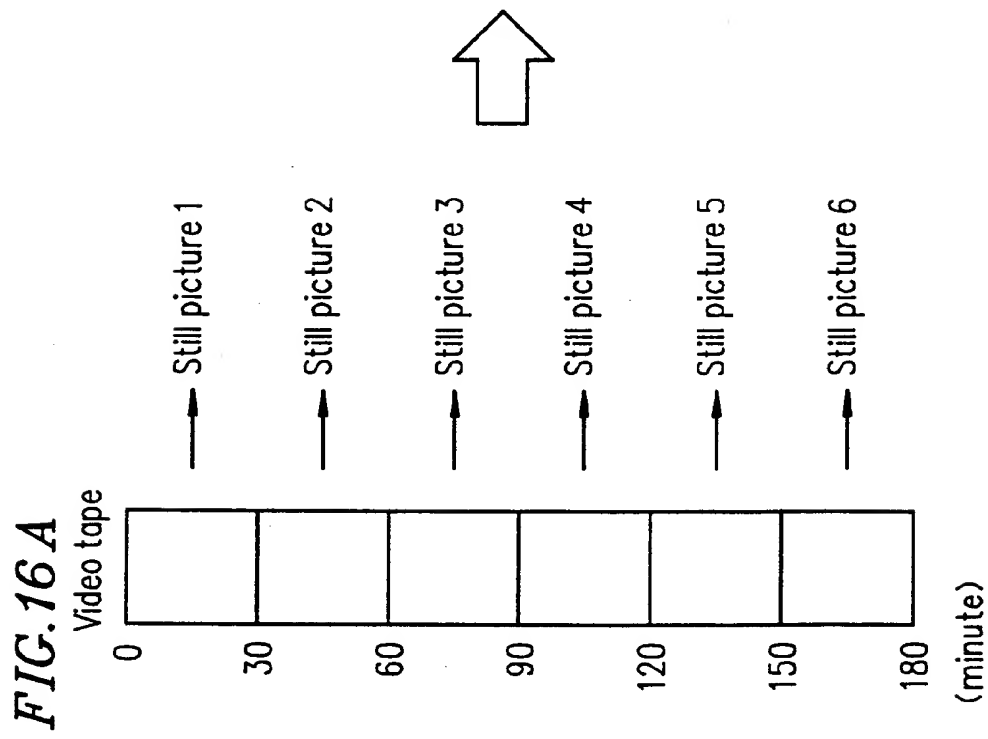 FIG.16A
Video tape
0
30
60
90
120
150
180
(minute)
Still picture 1
Still picture 2
Still picture 3
Still picture 4
Still picture 5
Still picture 6